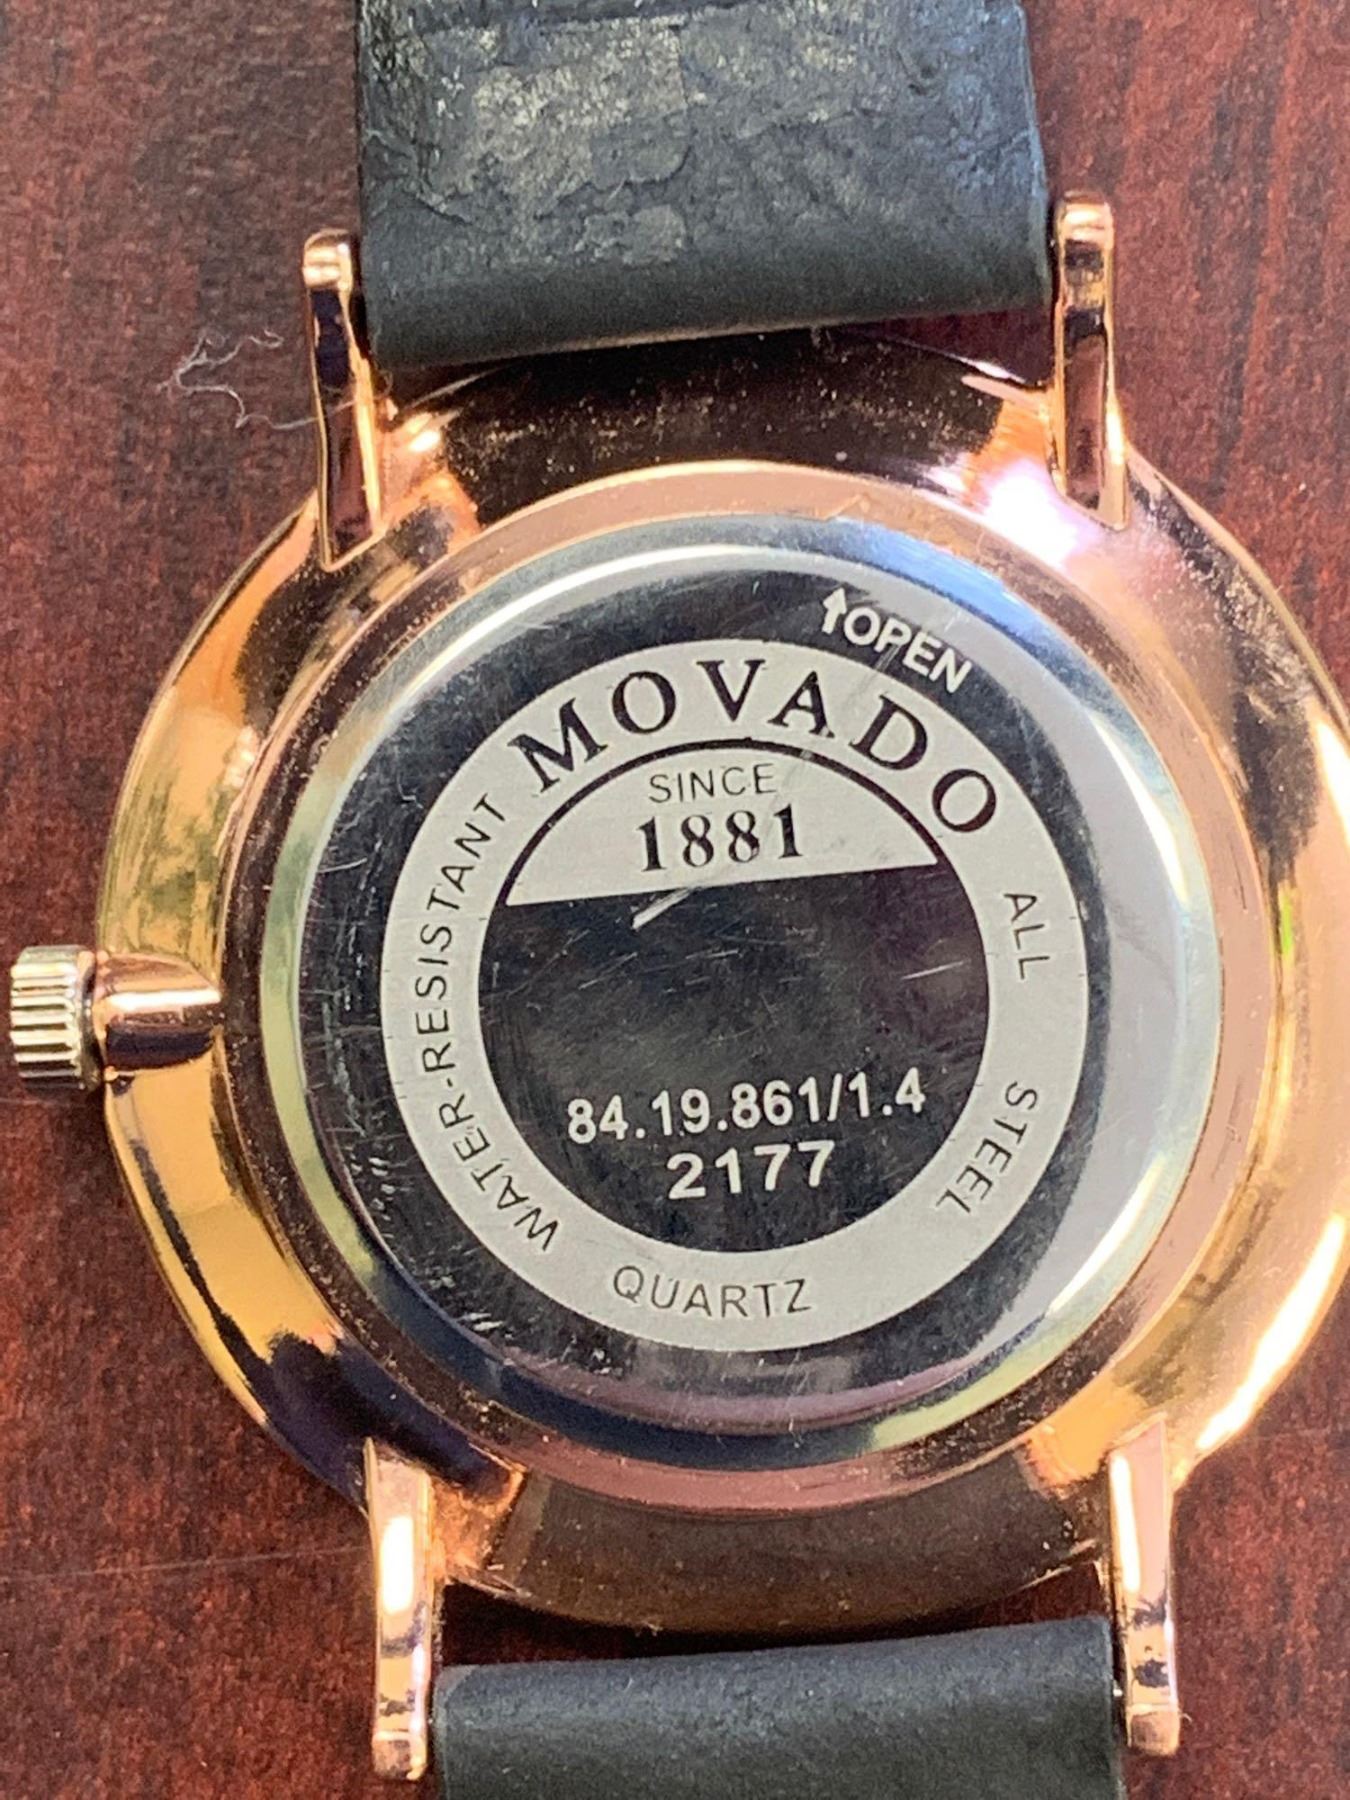 ↑OPEN
MOVADO
SINCE
1881
WATER-RESISTANT
ALL
STEEL
84.19.861/1.4
2177
QUARTZ